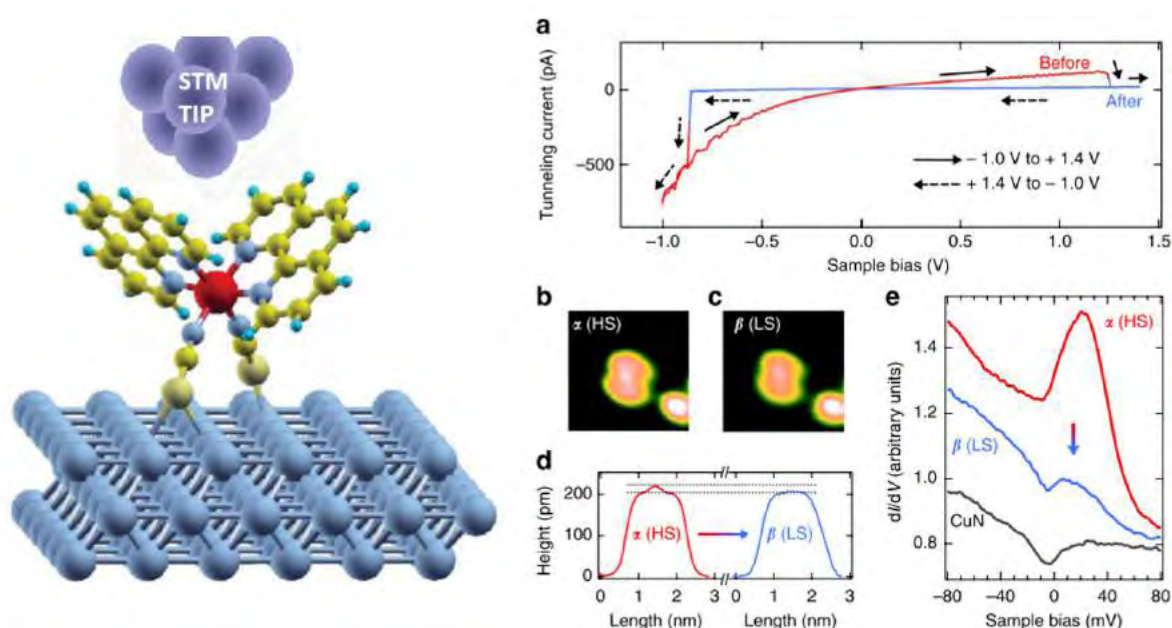 STM
TIP
a
Tunneling current (pA)
0
−500
Before
After
− 1.0 V to + 1.4 V
+ 1.4 V to − 1.0 V
−1.0
−0.5
0.0
0.5
1.0
1.5
Sample bias (V)
b
α (HS)
c
β (LS)
d
Height (pm)
200
100
0
α (HS)
β (LS)
0 1 2 3
0 1 2 3
Length (nm)
Length (nm)
e
dI/dV (arbitrary units)
1.4
1.2
1.0
0.8
α (HS)
β (LS)
CuN
−80
−40
0
40
80
Sample bias (mV)